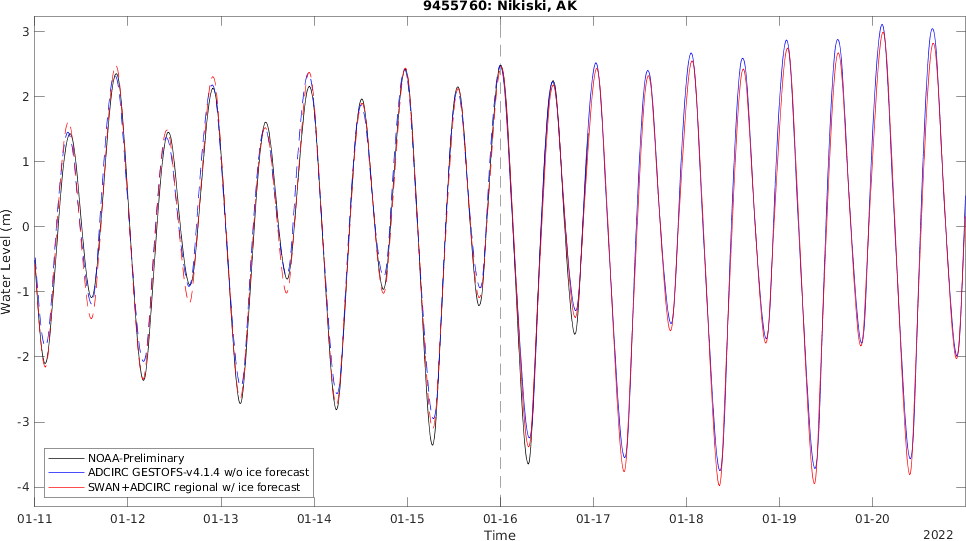 9455760: Nikiski, AK
3
2
1
0
-1
-2
-3
-4
Water Level (m)
NOAA-Preliminary
ADCIRC GESTOFS-v4.1.4 w/o ice forecast
SWAN+ADCIRC regional w/ ice forecast
01-11 01-12 01-13 01-14 01-15 01-16 01-17 01-18 01-19 01-20
Time
2022